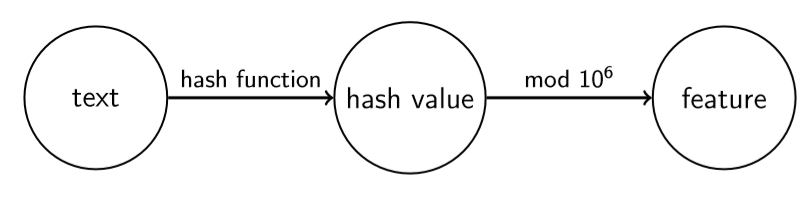 text
hash function
hash value
mod 10⁶
feature